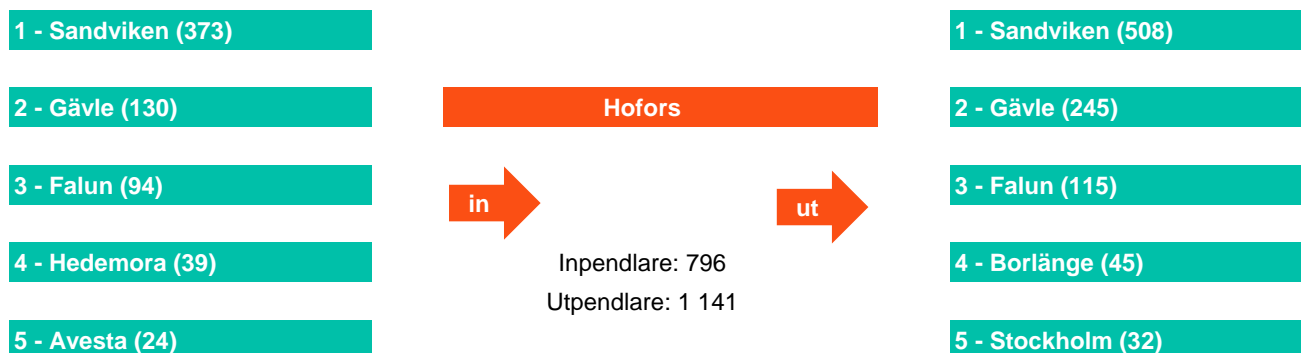 1 - Sandviken (373)
2 - Gävle (130)
3 - Falun (94)
4 - Hedemora (39)
5 - Avesta (24)
Hofors
in
ut
Inpendlare: 796
Utpendlare: 1 141
1 - Sandviken (508)
2 - Gävle (245)
3 - Falun (115)
4 - Borlänge (45)
5 - Stockholm (32)